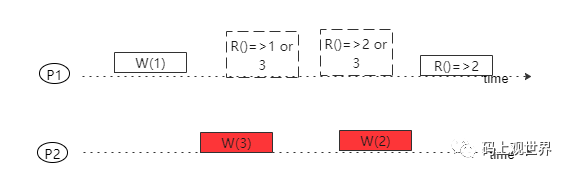 P1
W(1)
R()=>1 or
3
R()=>2 or
3
R()=>2
time
P2
W(3)
W(2)
time
码上观世界